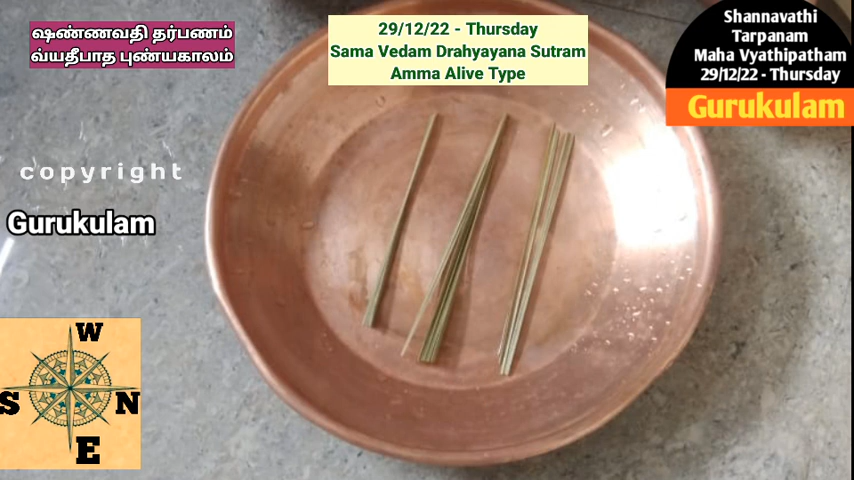 ஷண்ணவதி தர்பணம்
வ்யதீபாத புண்யகாலம்
29/12/22 - Thursday
Sama Vedam Drahyayana Sutram
Amma Alive Type
Shannavathi
Tarpanam
Maha Vyathipatham
29/12/22 - Thursday
Gurukulam
copyright
Gurukulam
W
S
N
E